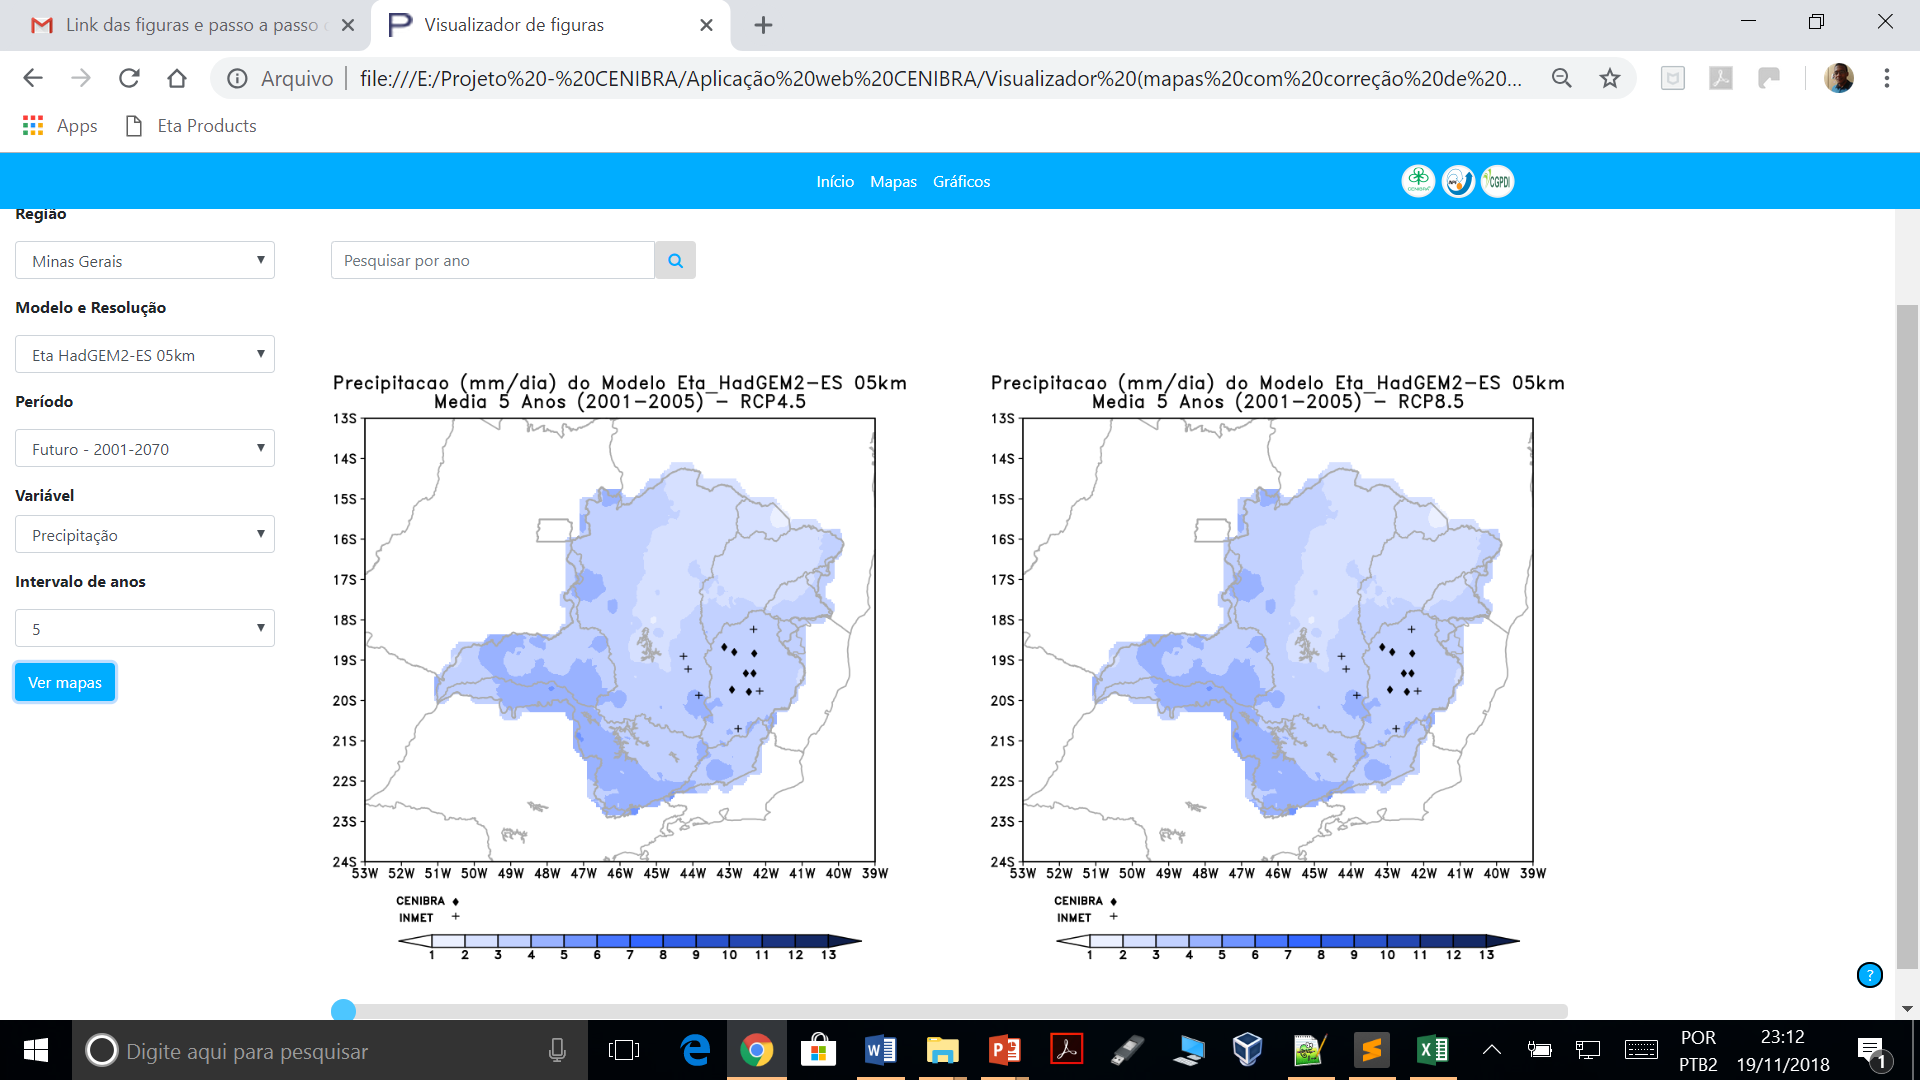 Link das figuras e passo a passo
Visualizador de figuras
Arquivo
file:///E:/Projeto%20-%20CENIBRA/Aplicação%20web%20CENIBRA/Visualizador%20(mapas%20com%20correção%20de%20...
Apps
Eta Products
Início Mapas Gráficos
CENIBRA
CGPDI
Região
Minas Gerais
Pesquisar por ano
Modelo e Resolução
Eta HadGEM2-ES 05km
Período
Futuro - 2001-2070
Variável
Precipitação
Intervalo de anos
5
Ver mapas
Precipitacao (mm/dia) do Modelo Eta_HadGEM2-ES 05km
Media 5 Anos (2001-2005) - RCP4.5
13S
14S
15S
16S
17S
18S
19S
20S
21S
22S
23S
24S
53W 52W 51W 50W 49W 48W 47W 46W 45W 44W 43W 42W 41W 40W 39W
CENIBRA
INMET
1 2 3 4 5 6 7 8 9 10 11 12 13
Precipitacao (mm/dia) do Modelo Eta_HadGEM2-ES 05km
Media 5 Anos (2001-2005) - RCP8.5
13S
14S
15S
16S
17S
18S
19S
20S
21S
22S
23S
24S
53W 52W 51W 50W 49W 48W 47W 46W 45W 44W 43W 42W 41W 40W 39W
CENIBRA
INMET
1 2 3 4 5 6 7 8 9 10 11 12 13
?
Digite aqui para pesquisar
POR
PTB2
23:12
19/11/2018
1